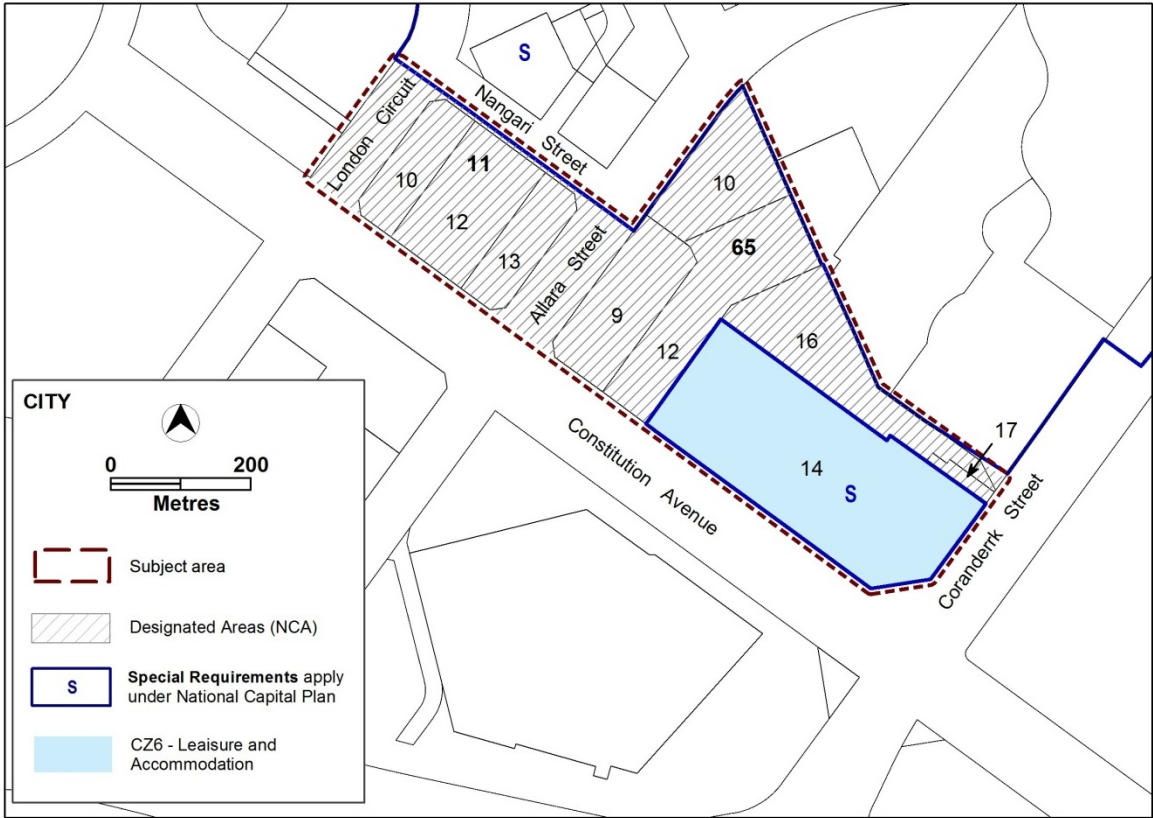 S
London Circuit
Nangari Street
10
11
12
13
Allara Street
10
65
9
12
16
17
14
S
Constitution Avenue
Coranderrk Street
CITY
0 200
Metres
Subject area
Designated Areas (NCA)
S
Special Requirements apply
under National Capital Plan
CZ6 - Leaisure and
Accommodation